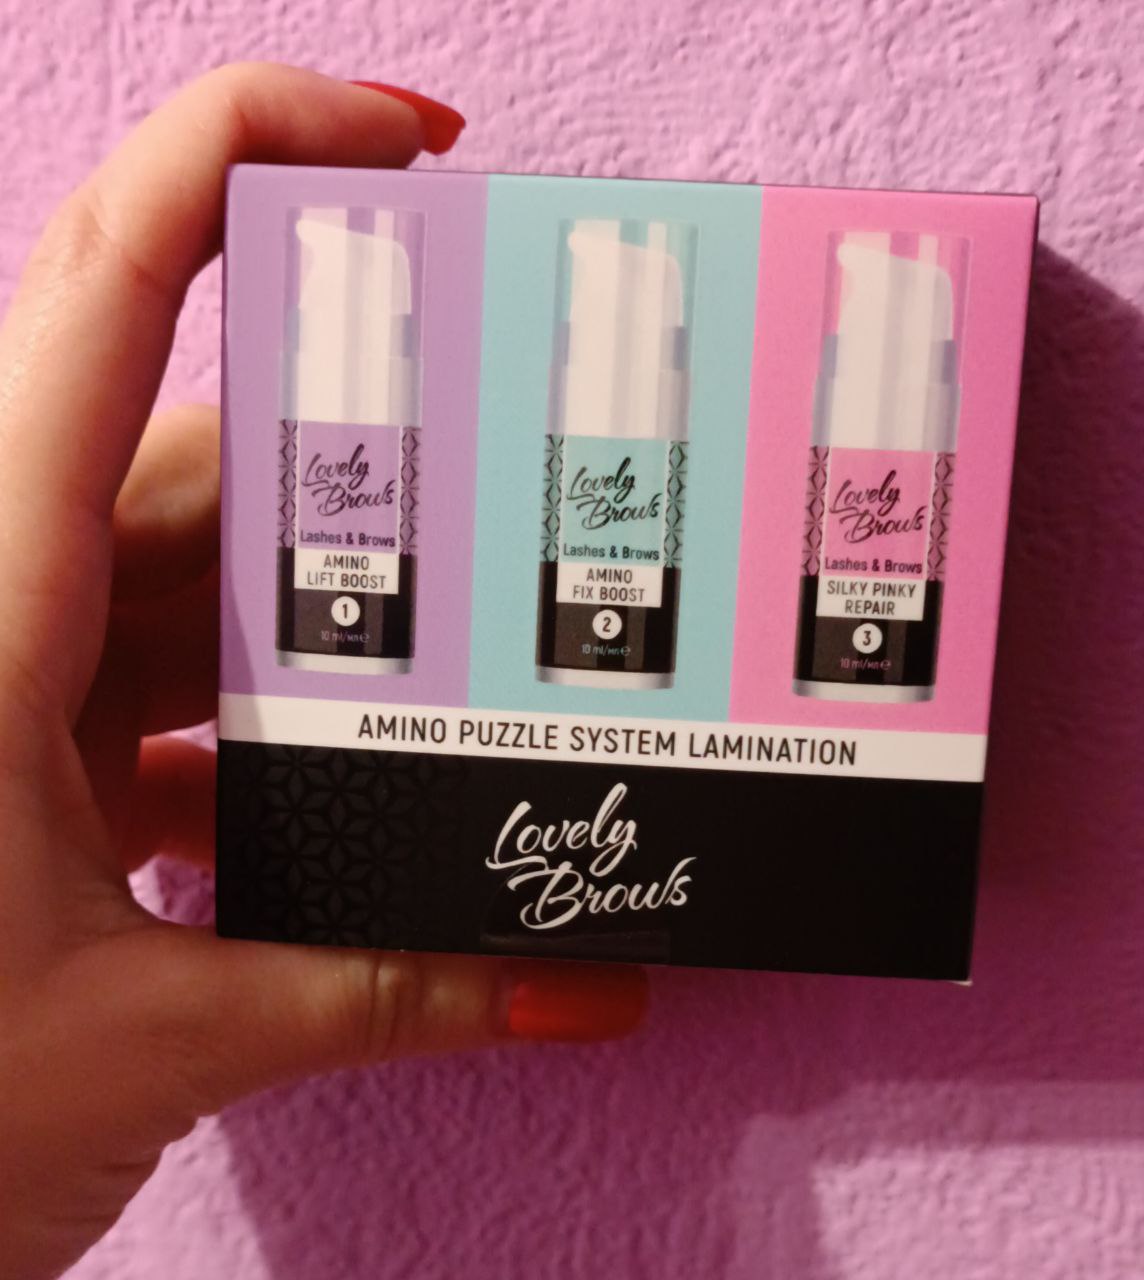 Lovely
Brows
Lashes & Brows
AMINO
LIFT BOOST
1
10 ml/мл ℮
Lovely
Brows
Lashes & Brows
AMINO
FIX BOOST
2
10 ml/мл ℮
Lovely
Brows
Lashes & Brows
SILKY PINKY
REPAIR
3
10 ml/мл ℮
AMINO PUZZLE SYSTEM LAMINATION
Lovely
Brows